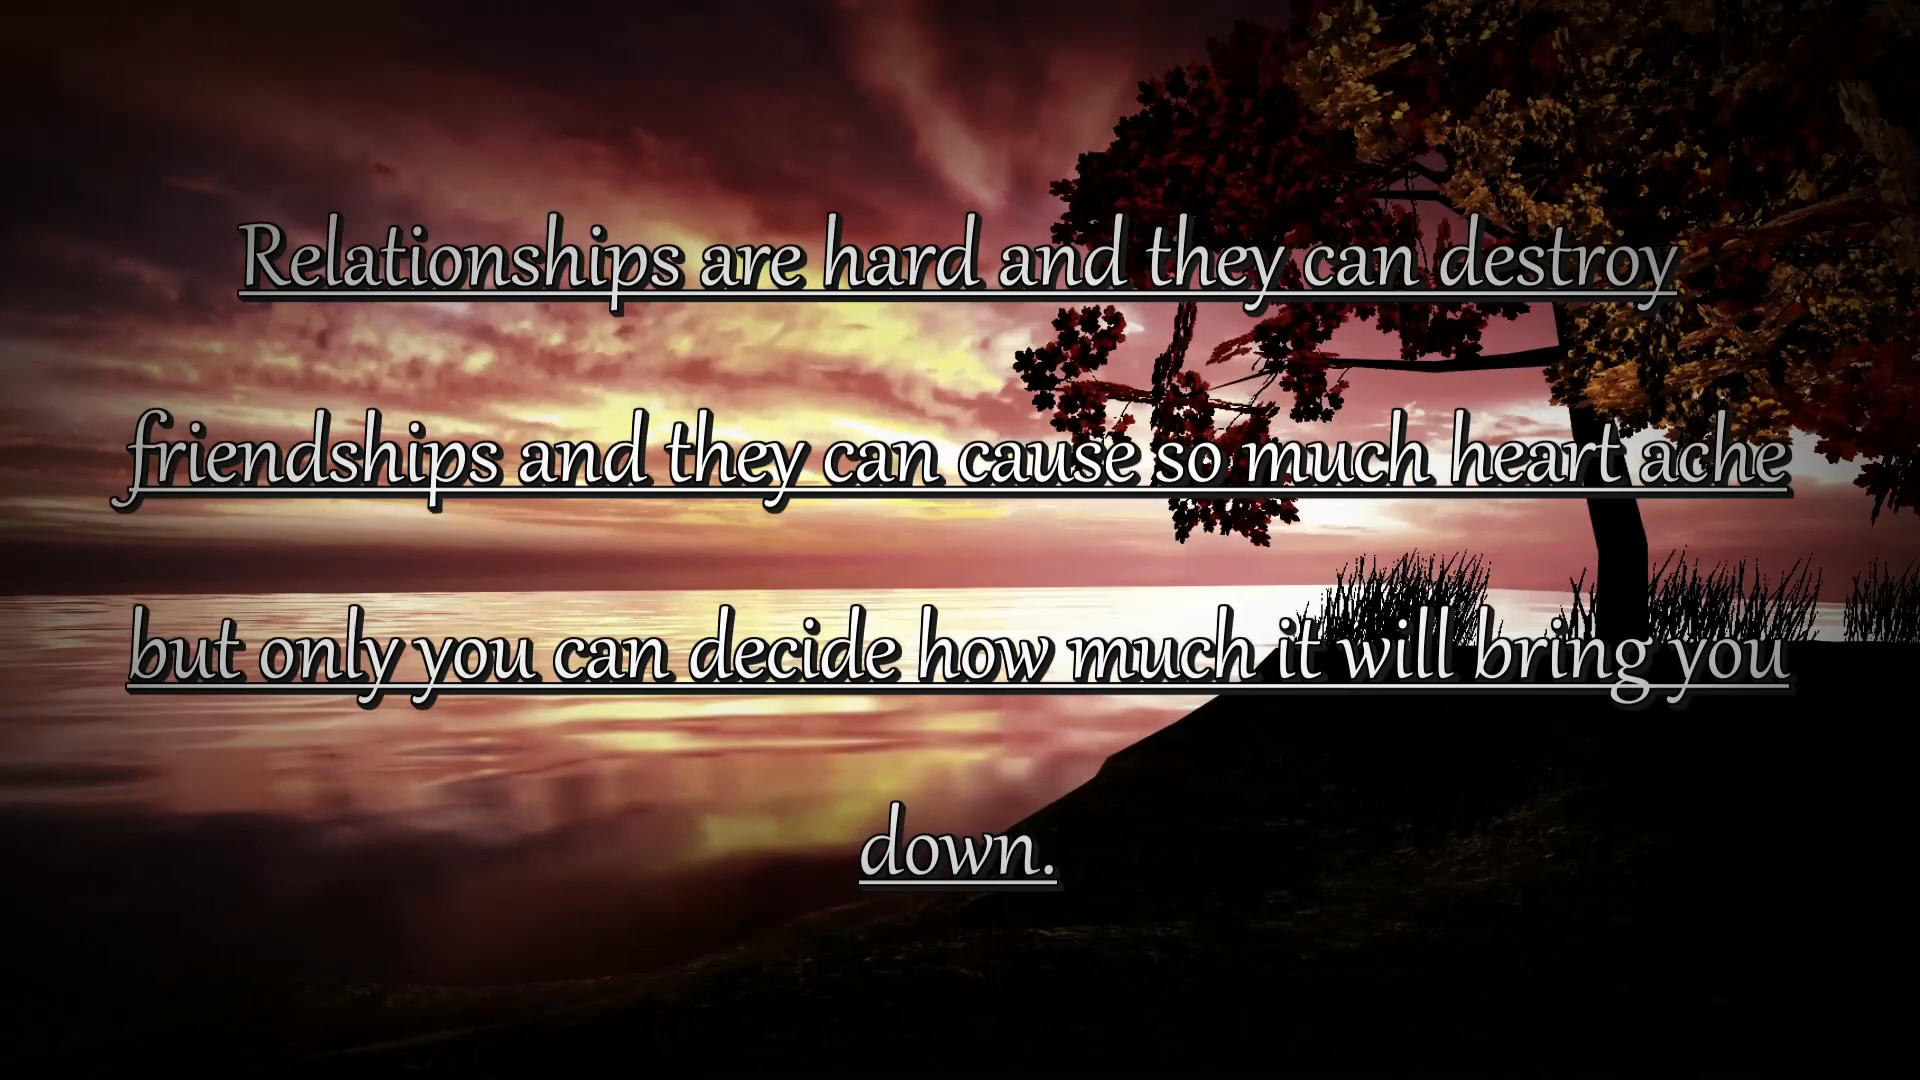 Relationships are hard and they can destroy
friendships and they can cause so much heart ache
but only you can decide how much it will bring you
down.